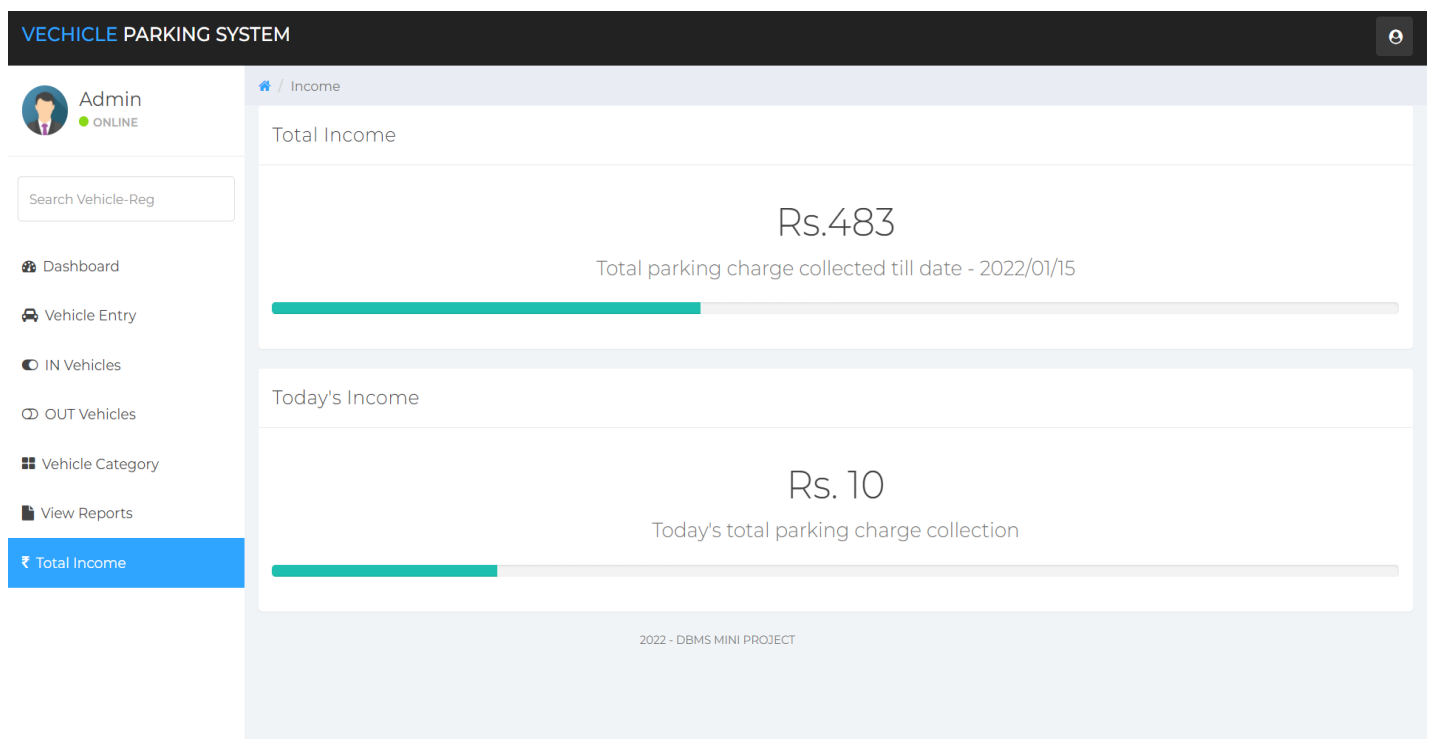 VECHICLE PARKING SYSTEM
Admin
ONLINE
Search Vehicle-Reg
Dashboard
Vehicle Entry
IN Vehicles
OUT Vehicles
Vehicle Category
View Reports
₹ Total Income
/ Income
Total Income
Rs.483
Total parking charge collected till date - 2022/01/15
Today's Income
Rs. 10
Today's total parking charge collection
2022 - DBMS MINI PROJECT